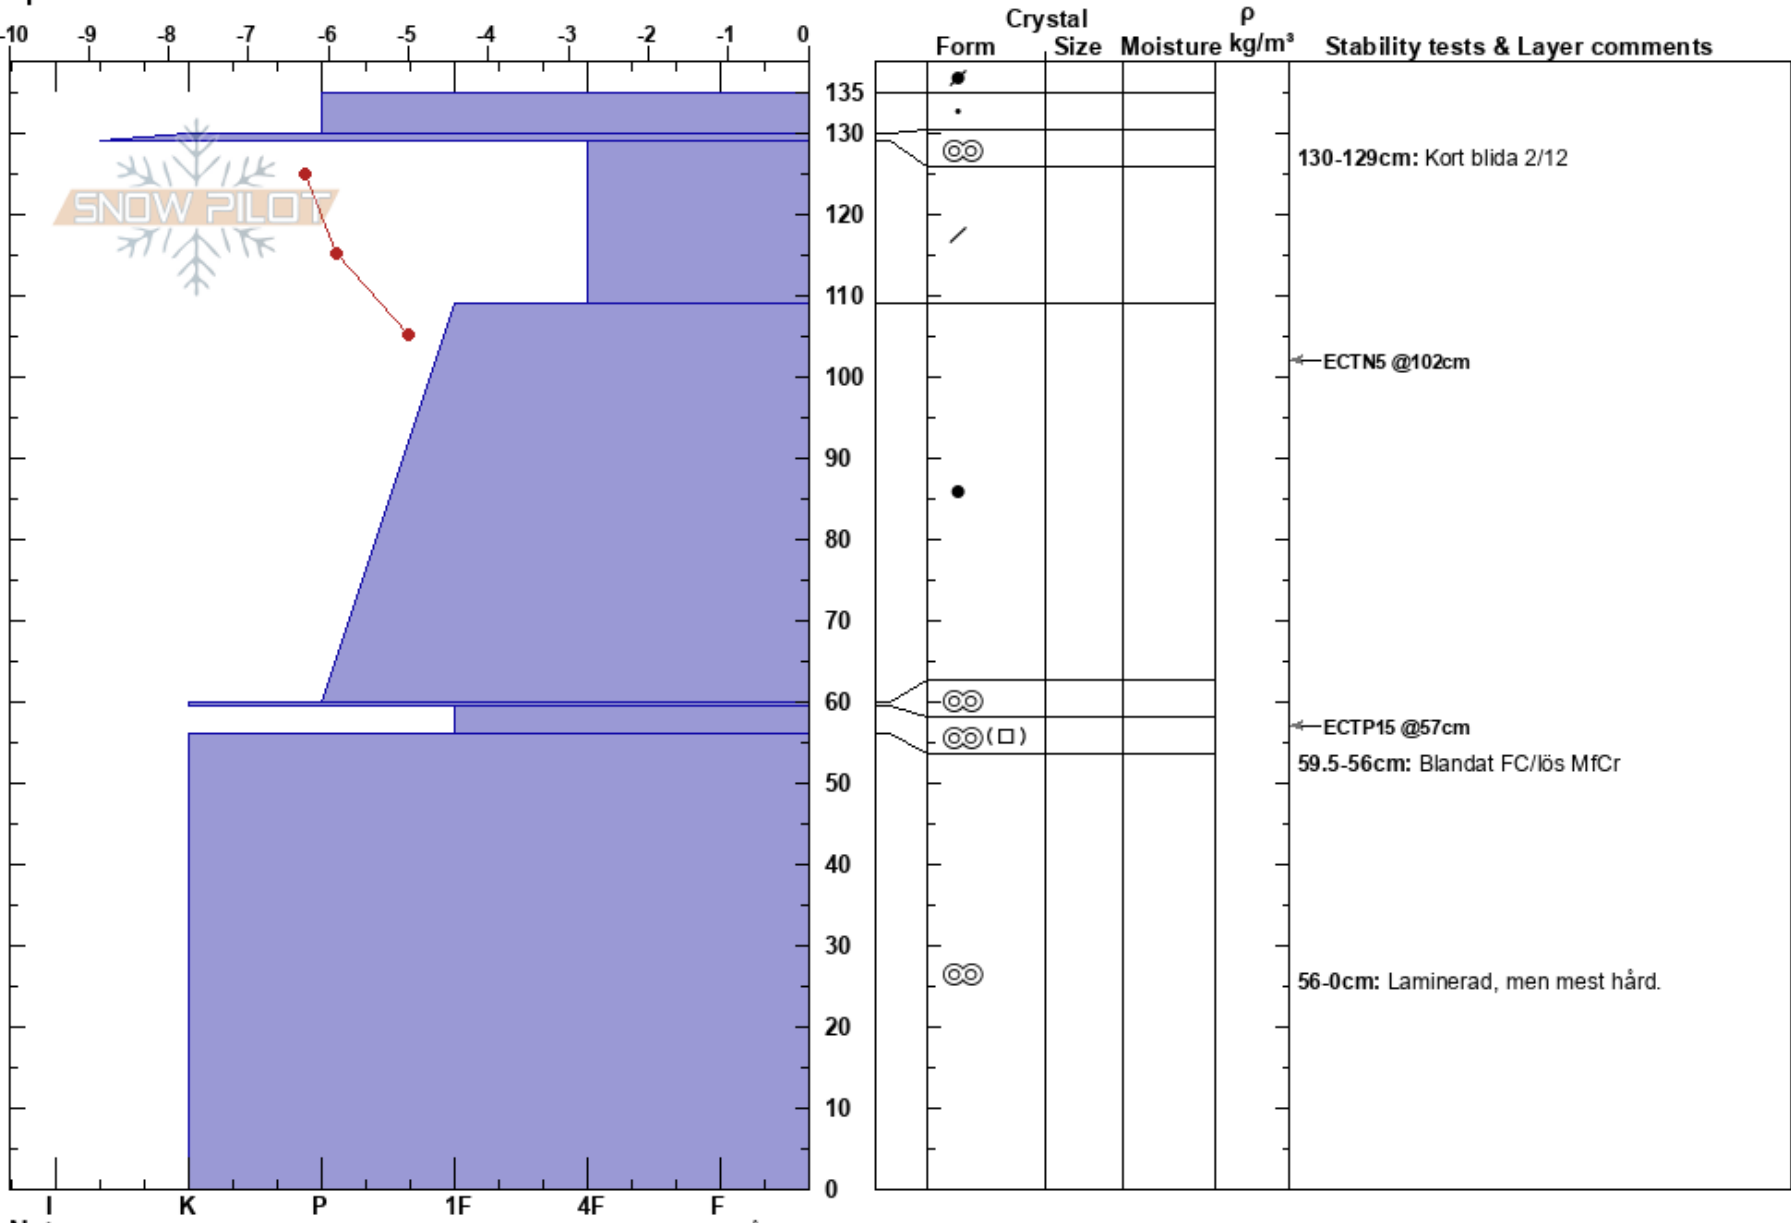 Crystal ρ
Form Size Moisture kg/m³ Stability tests & Layer comments
-10 -9 -8 -7 -6 -5 -4 -3 -2 -1 0
135
130
130-129cm: Kort blida 2/12
SNOW PILOT
120
110
ECTN5 @102cm
100
90
80
70
60
ECTP15 @57cm
59.5-56cm: Blandat FC/lös MfCr
50
40
30
56-0cm: Laminerad, men mest hård.
20
10
0
I K P 1F 4F F